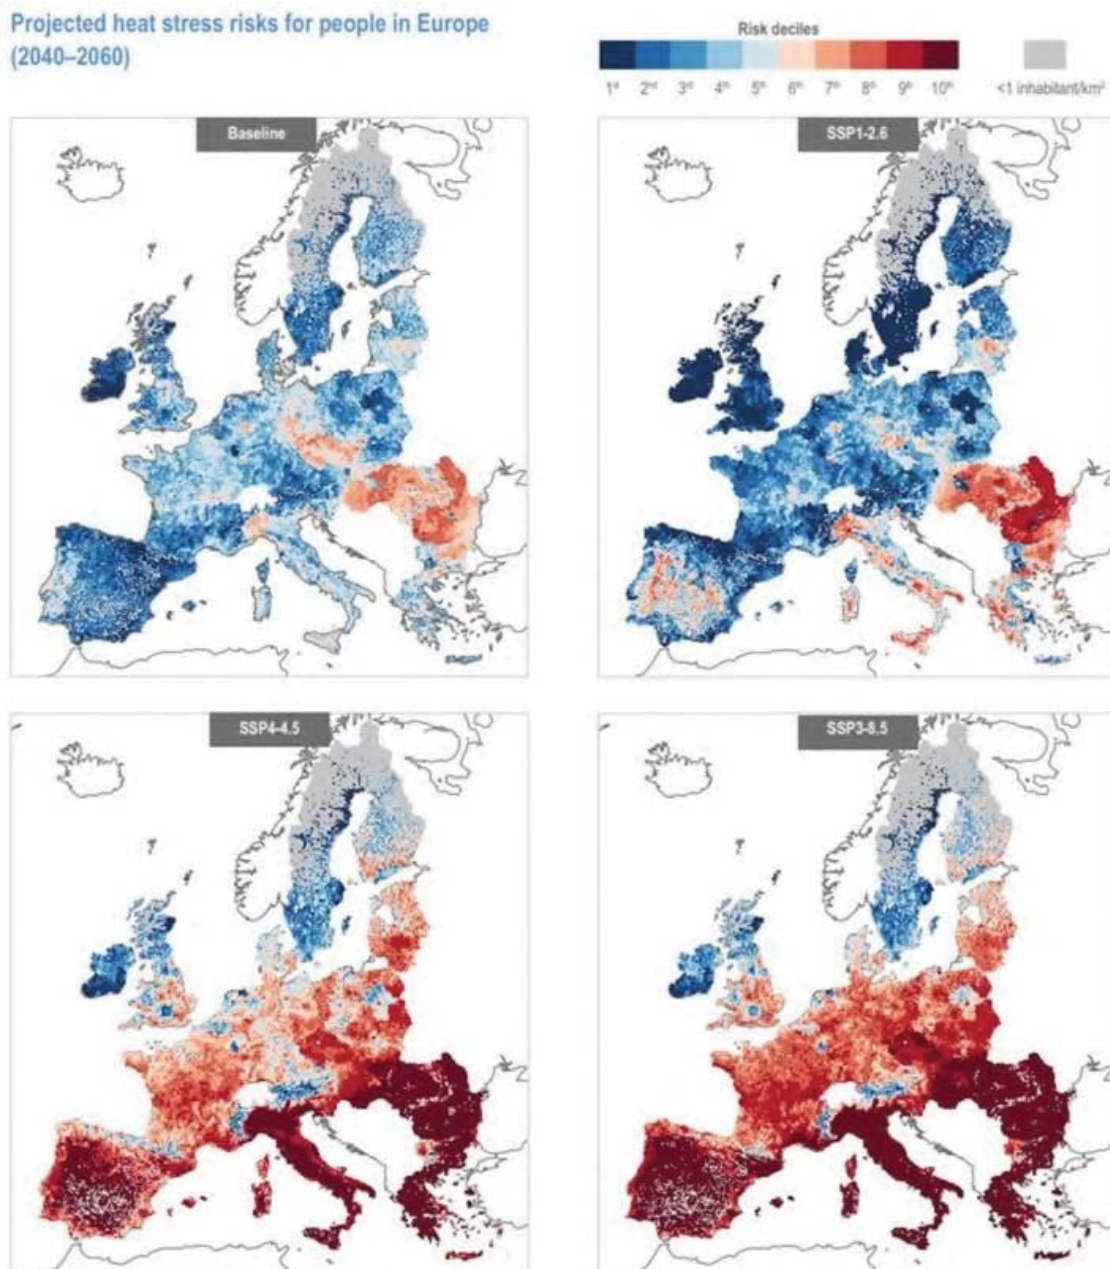 Projected heat stress risks for people in Europe
(2040–2060)
Risk deciles
1st 2nd 3rd 4th 5th 6th 7th 8th 9th 10th
<1 inhabitant/km²
Baseline
SSP1-2.6
SSP4-4.5
SSP3-8.5